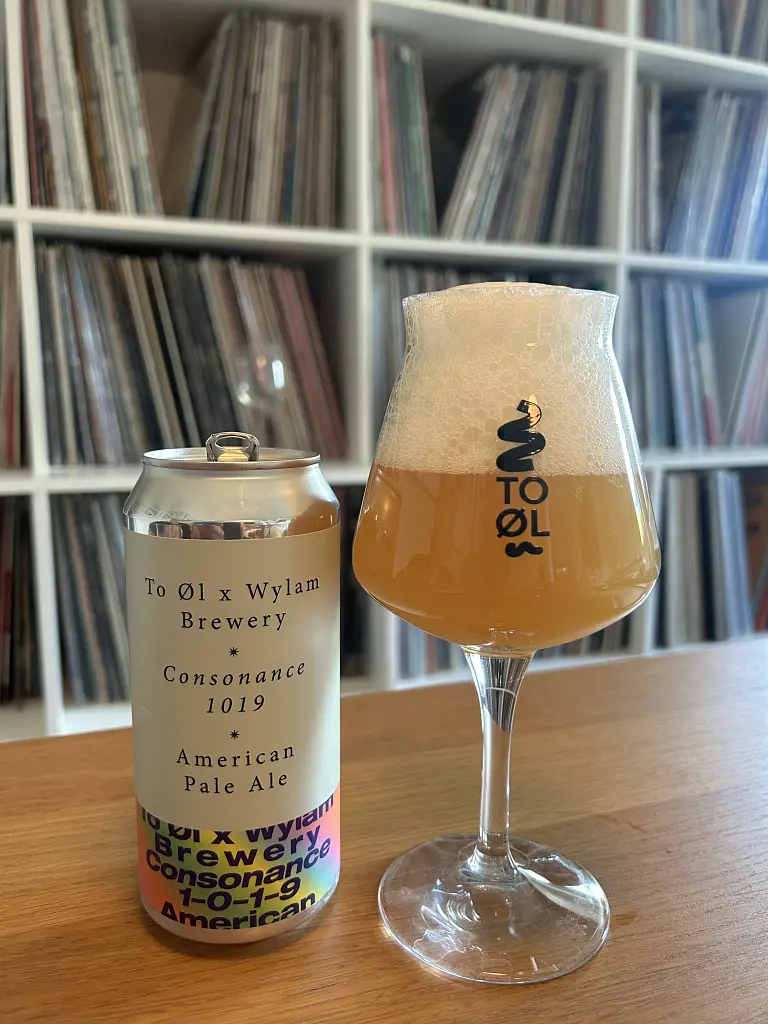 To Øl x Wylam
Brewery
Consonance
1019
American
Pale Ale
To Øl x Wylam
Brewery
Consonance
1-0-1-9
American
TO
ØL